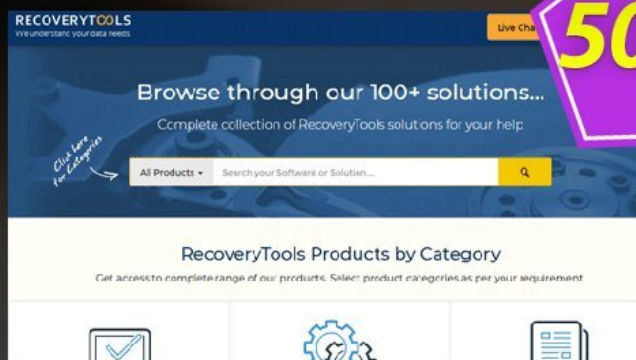 RECOVERYTOOLS
We understand your data needs
Live Cha
50
Browse through our 100+ solutions...
Complete collection of RecoveryTools solutions for your help
Click here
for Categories
All Products
Search your Software or Solution....
RecoveryTools Products by Category
Get access to complete range of our products. Select product categories as per your requirement